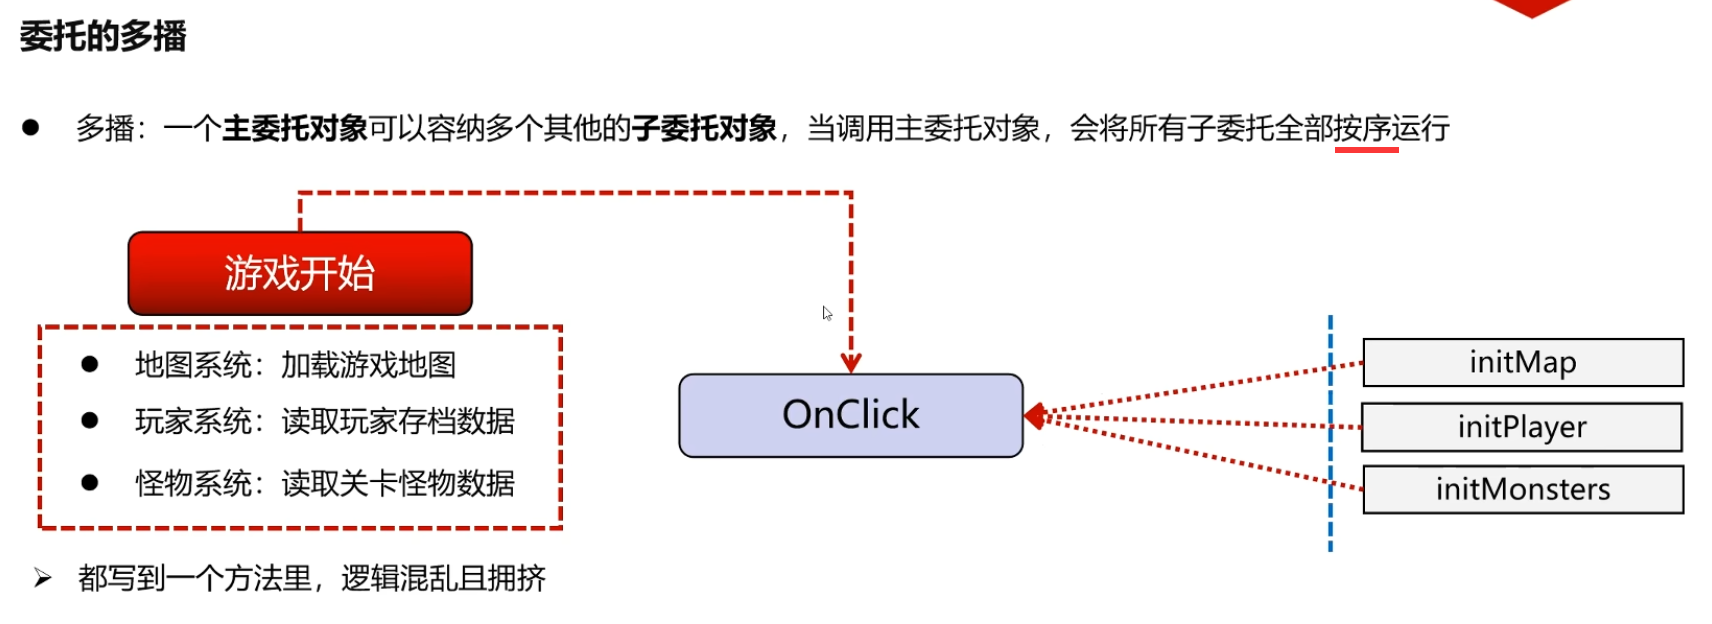 委托的多播
● 多播：一个主委托对象可以容纳多个其他的子委托对象，当调用主委托对象，会将所有子委托全部按序运行
游戏开始
● 地图系统：加载游戏地图
● 玩家系统：读取玩家存档数据
● 怪物系统：读取关卡怪物数据
➢ 都写到一个方法里，逻辑混乱且拥挤
OnClick
initMap
initPlayer
initMonsters